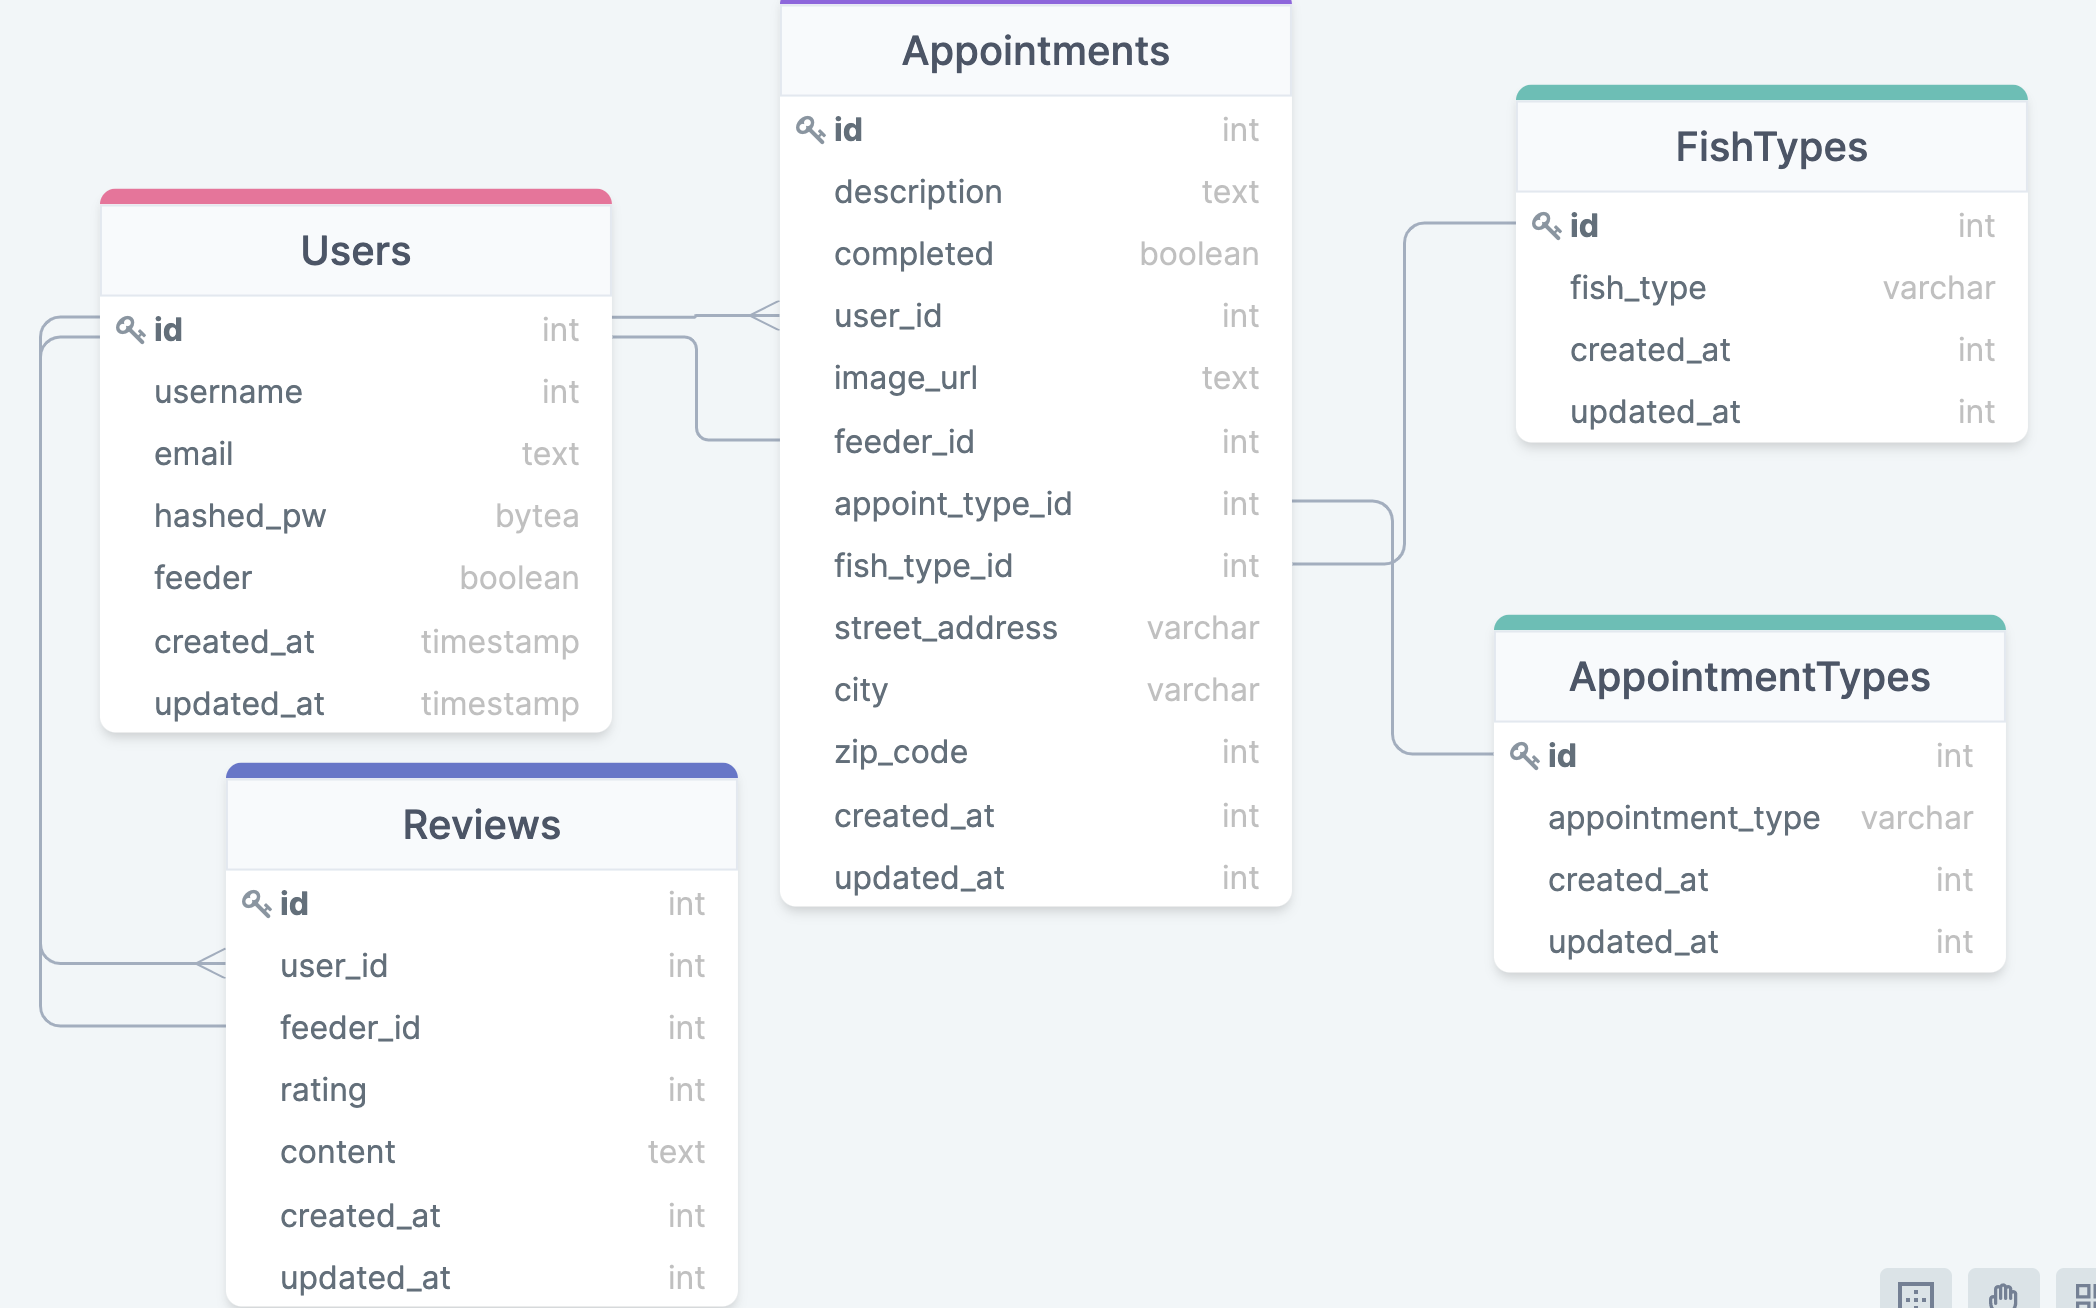 Users
id int
username int
email text
hashed_pw bytea
feeder boolean
created_at timestamp
updated_at timestamp
Reviews
id int
user_id int
feeder_id int
rating int
content text
created_at int
updated_at int
Appointments
id int
description text
completed boolean
user_id int
image_url text
feeder_id int
appoint_type_id int
fish_type_id int
street_address varchar
city varchar
zip_code int
created_at int
updated_at int
FishTypes
id int
fish_type varchar
created_at int
updated_at int
AppointmentTypes
id int
appointment_type varchar
created_at int
updated_at int